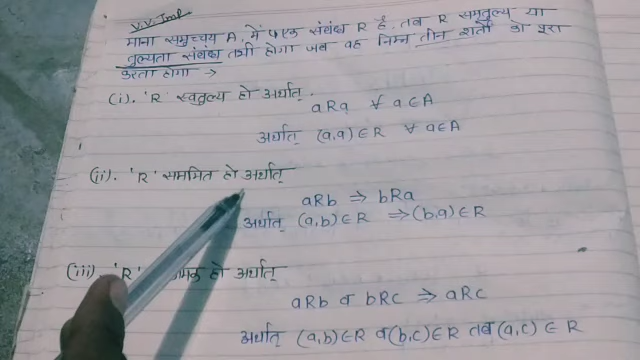 V.V. Imp
माना समुच्चय A, में एक संबंध R है, तब R समतुल्य या
तुल्यता संबंध तभी होगा जब वह निम्न तीन शर्तों को पूरा
करता होगा →
(i). 'R' स्वतुल्य हो अर्थात्
aRa ∀ a∈A
अर्थात् (a,a)∈R ∀ a∈A
(ii). 'R' सममित हो अर्थात्
aRb ⇒ bRa
अर्थात् (a,b)∈R ⇒(b,a)∈R
(iii) 'R' हो अर्थात्
aRb व bRc ⇒ aRc
अर्थात् (a,b)∈R व(b,c)∈R तब(a,c) ∈ R